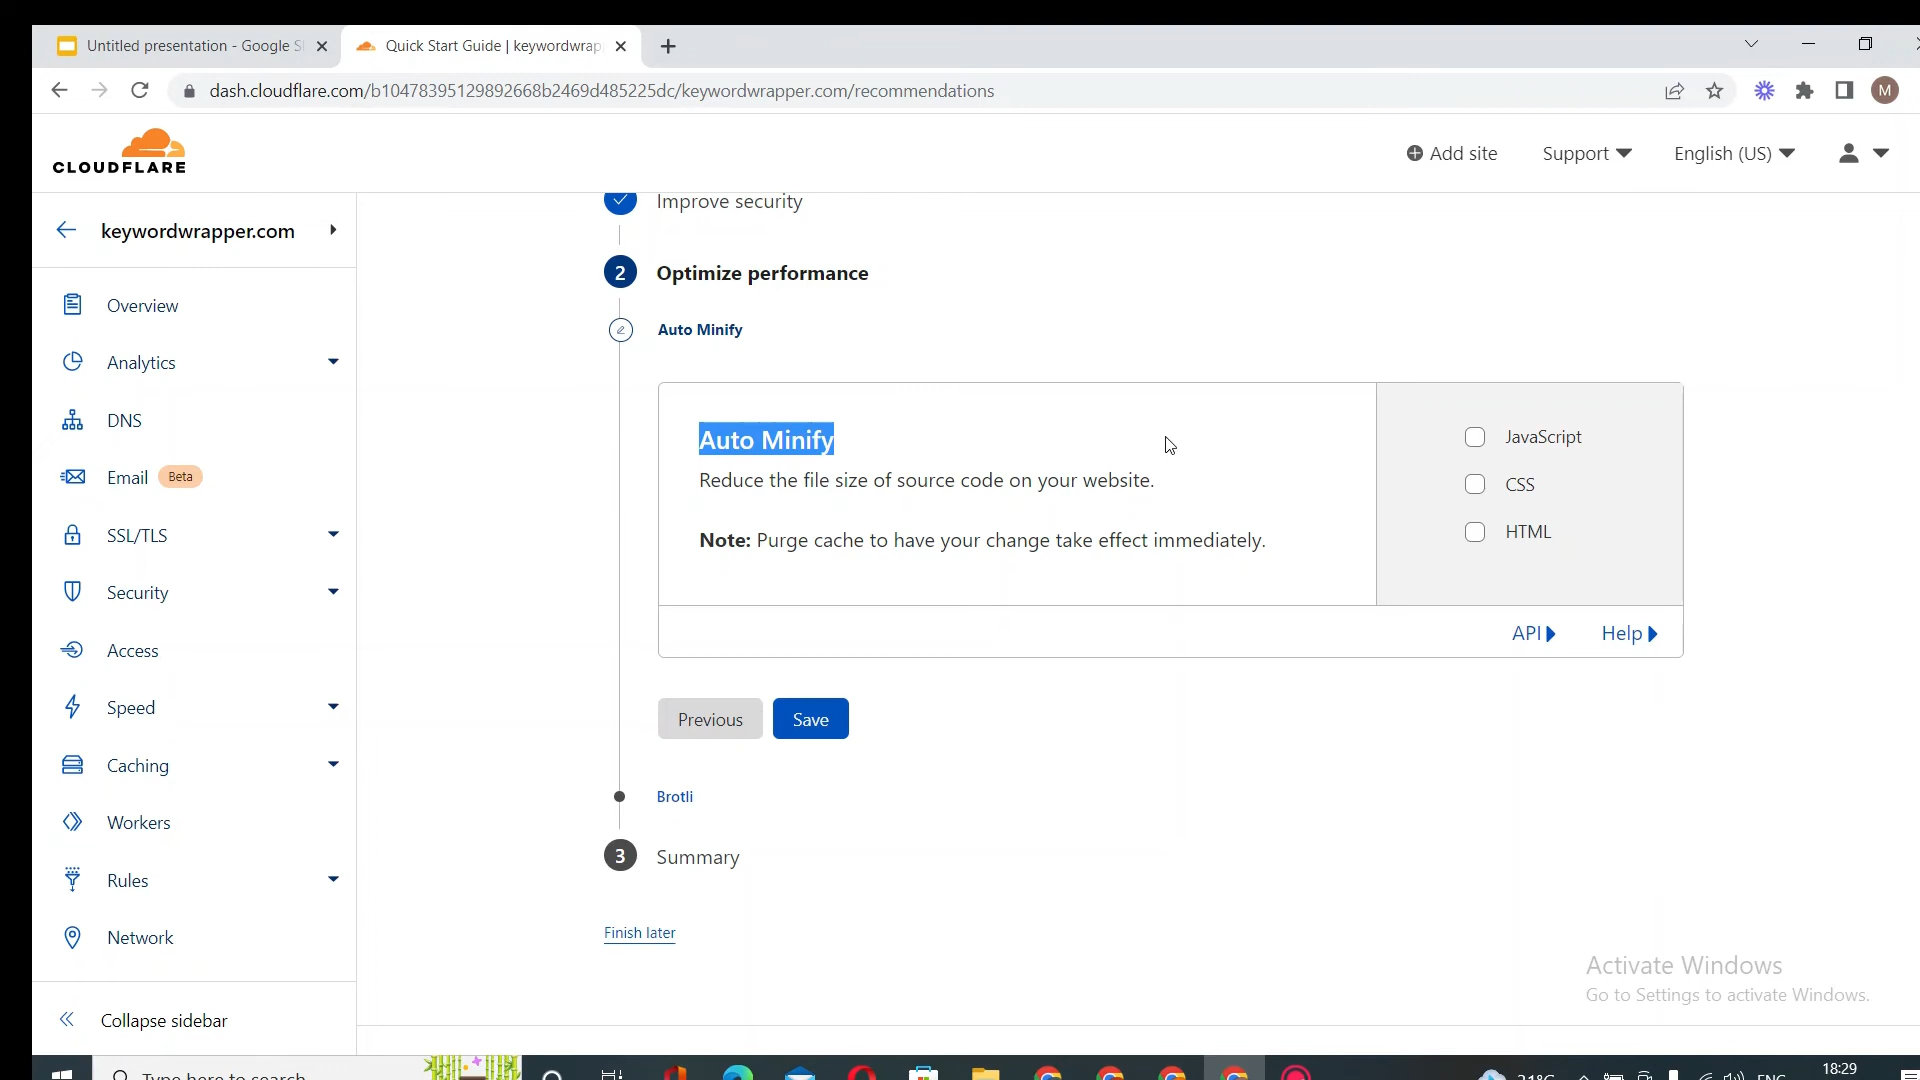 Untitled presentation - Google S
Quick Start Guide | keywordwrap
dash.cloudflare.com/b10478395129892668b2469d485225dc/keywordwrapper.com/recommendations
M
CLOUDFLARE
Add site
Support
English (US)
keywordwrapper.com
Overview
Analytics
DNS
Email Beta
SSL/TLS
Security
Access
Speed
Caching
Workers
Rules
Network
Collapse sidebar
Improve security
2 Optimize performance
Auto Minify
Auto Minify
Reduce the file size of source code on your website.
Note: Purge cache to have your change take effect immediately.
JavaScript
CSS
HTML
API
Help
Previous
Save
Brotli
3 Summary
Finish later
Activate Windows
Go to Settings to activate Windows.
Type here to search
21°C
ENG
18:29